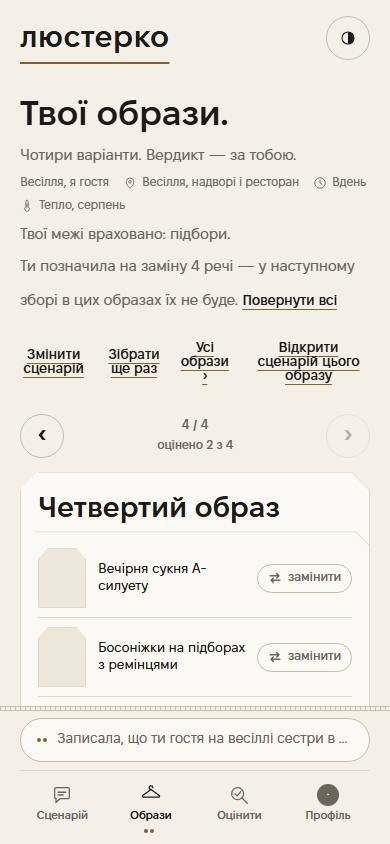 люстерко
Твої образи.
Чотири варіанти. Вердикт — за тобою.
Весілля, я гостя Весілля, надворі і ресторан Вдень
Тепло, серпень
Твої межі враховано: підбори.
Ти позначила на заміну 4 речі — у наступному
зборі в цих образах їх не буде. Повернути всі
Змінити
сценарій
Зібрати
ще раз
Усі
образи
›
Відкрити
сценарій цього
образу
‹
4 / 4
оцінено 2 з 4
›
Четвертий образ
Вечірня сукня А-
силуету
замінити
Босоніжки на підборах
з ремінцями
замінити
Записала, що ти гостя на весіллі сестри в ...
Сценарій
Образи
Оцінити
Профіль